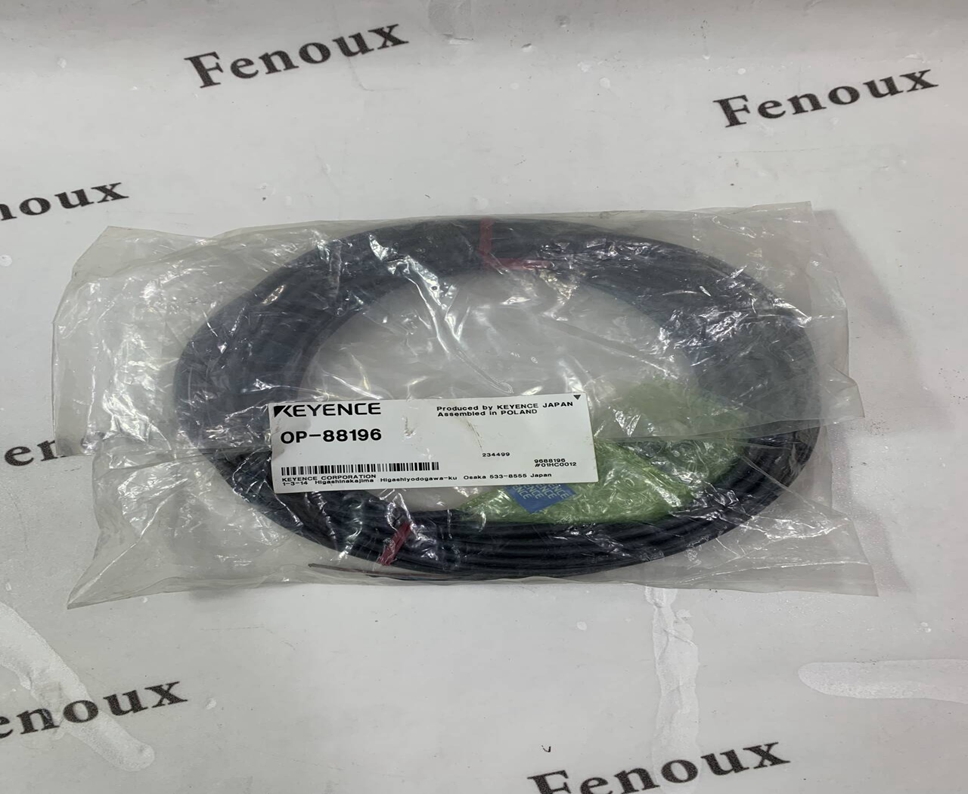 Fenoux
Fenoux
noux
KEYENCE
Produced by KEYENCE JAPAN
Assembled in POLAND
OP-88196
234499
9688196
#01HC0012
KEYENCE CORPORATION
1-3-14 Higashinakajima Higashiyodogawa-ku Osaka 533-8555 Japan
Fen
enoux
Fenoux